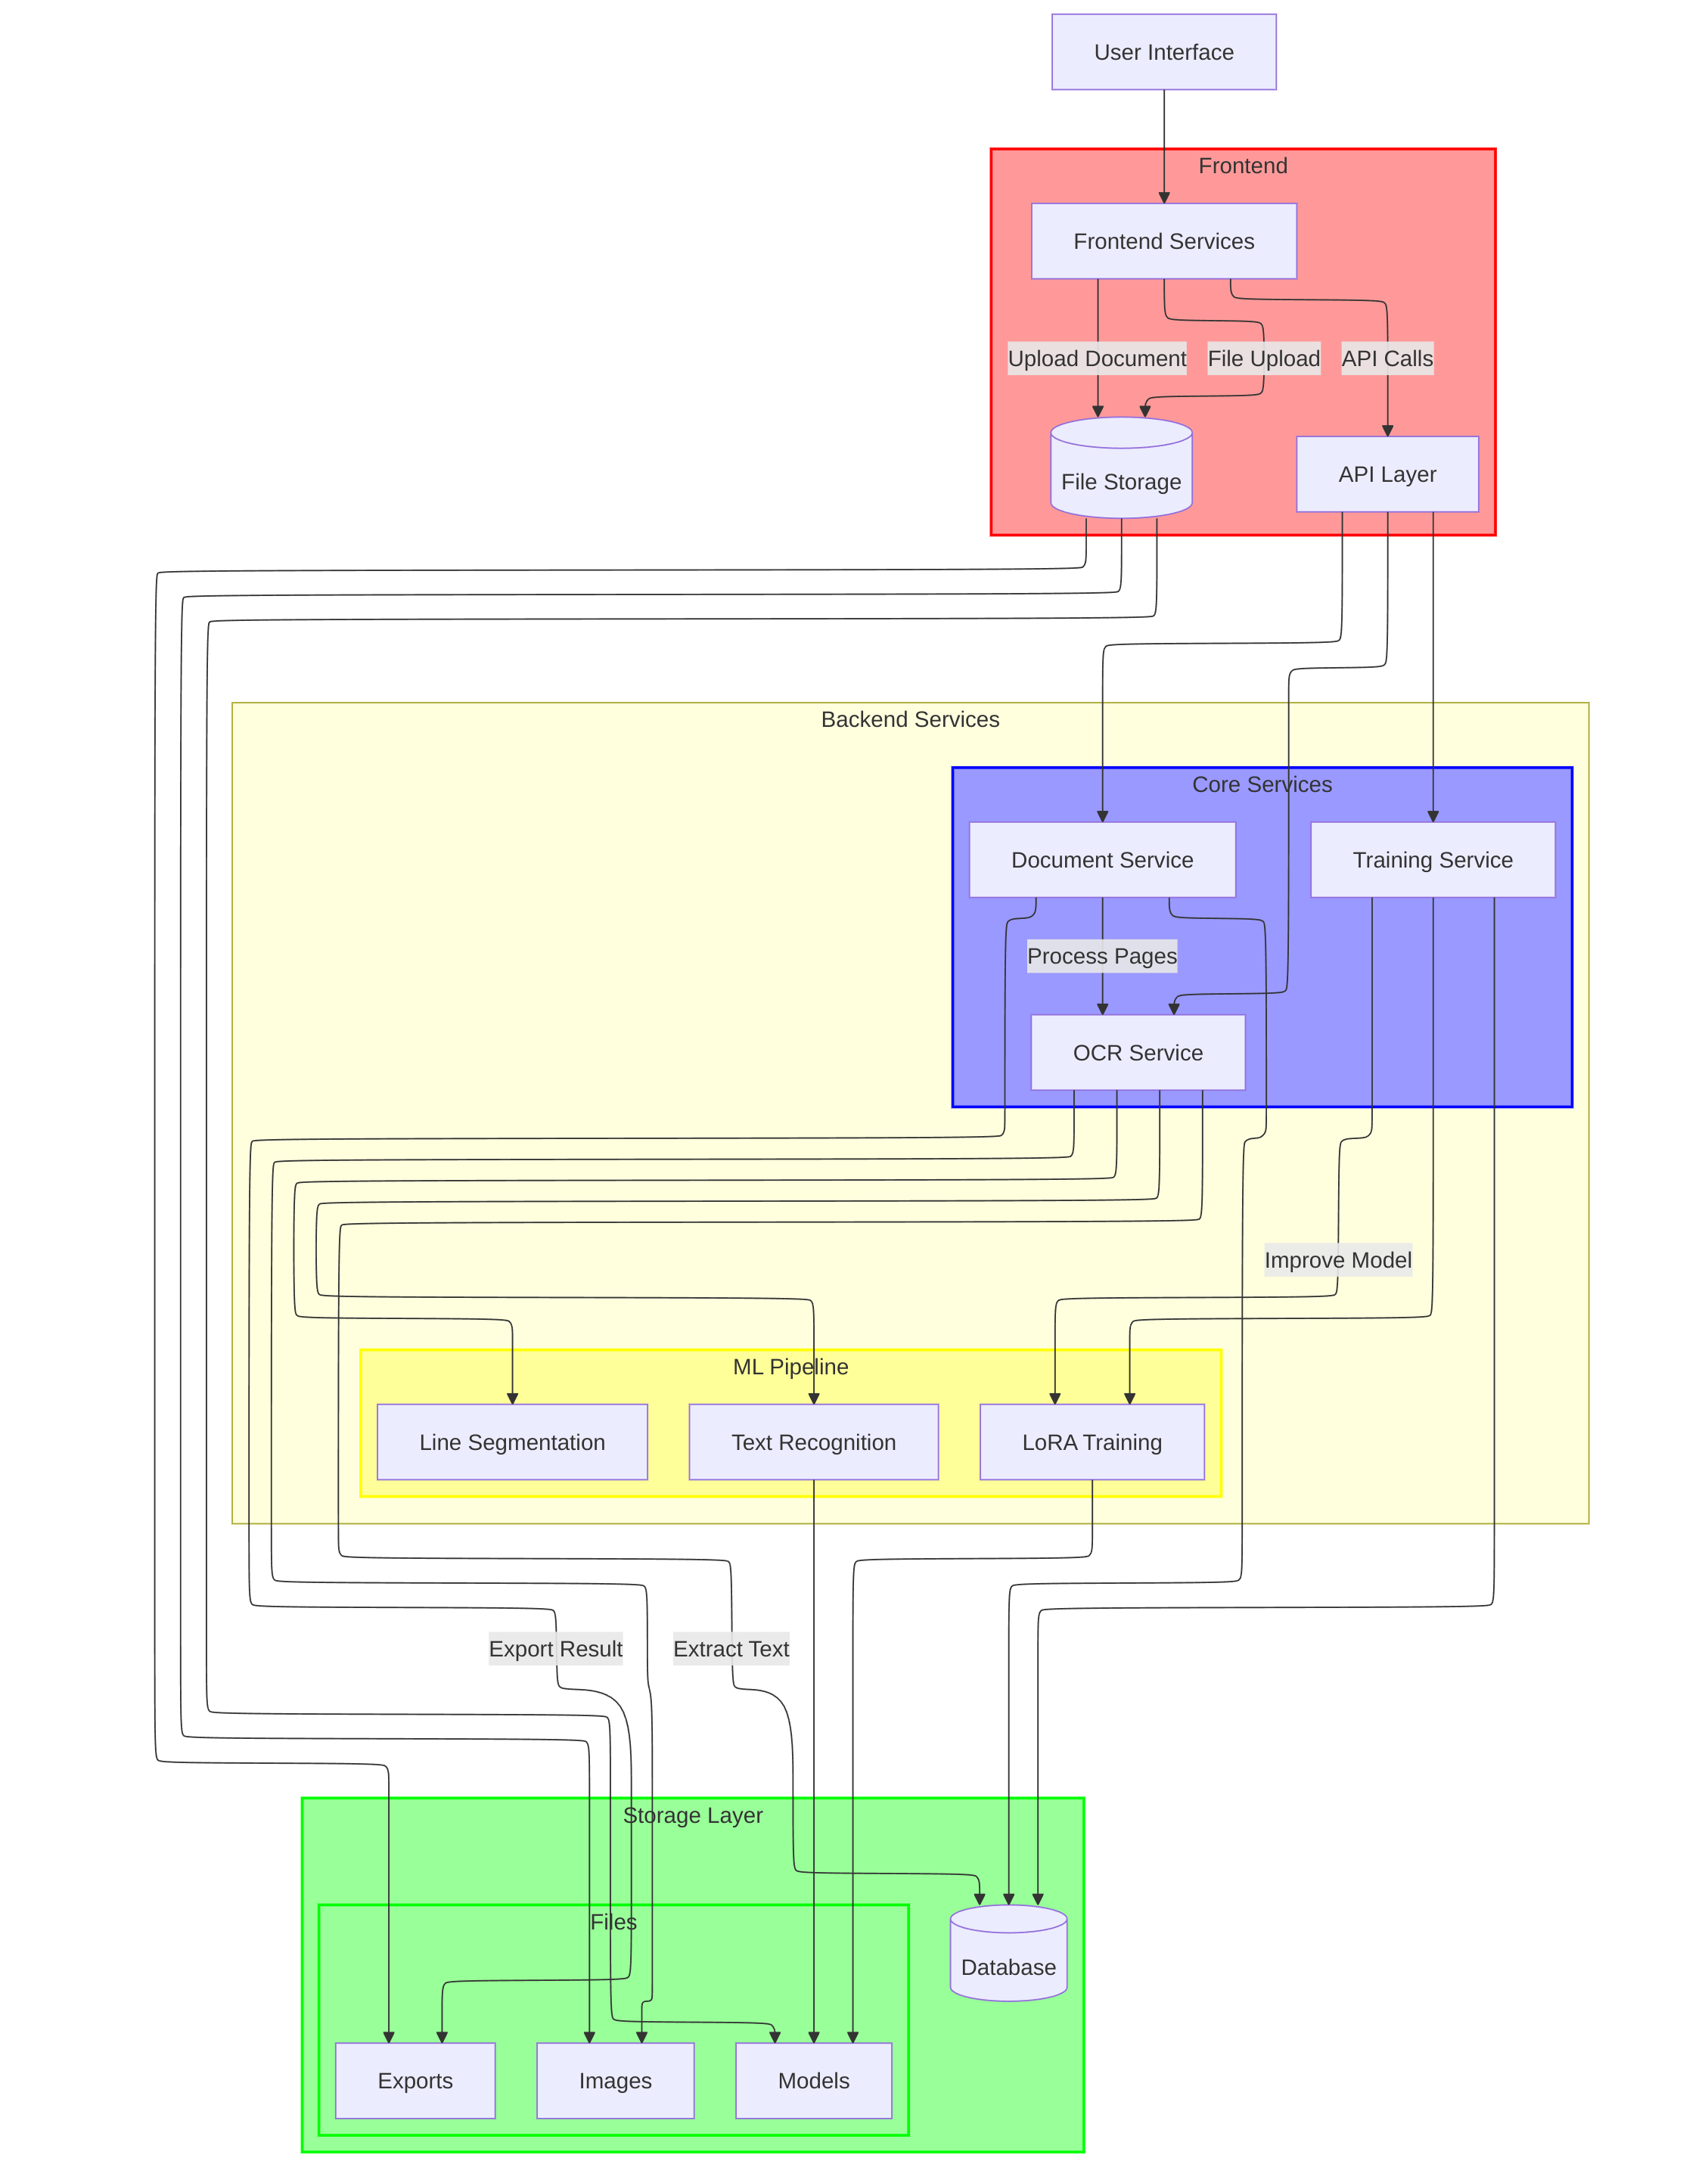 User Interface
Frontend
Frontend Services
Upload Document
File Upload
API Calls
File Storage
API Layer
Backend Services
Core Services
Document Service
Training Service
Process Pages
OCR Service
Improve Model
ML Pipeline
Line Segmentation
Text Recognition
LoRA Training
Export Result
Extract Text
Storage Layer
Files
Database
Exports
Images
Models